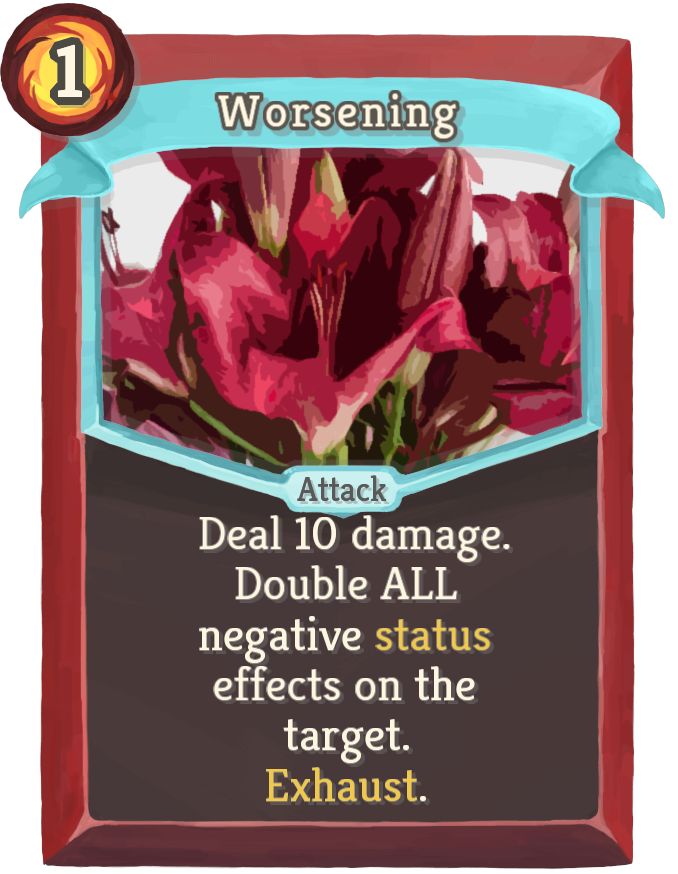 1
Worsening
Attack
Deal 10 damage.
Double ALL
negative status
effects on the
target.
Exhaust.